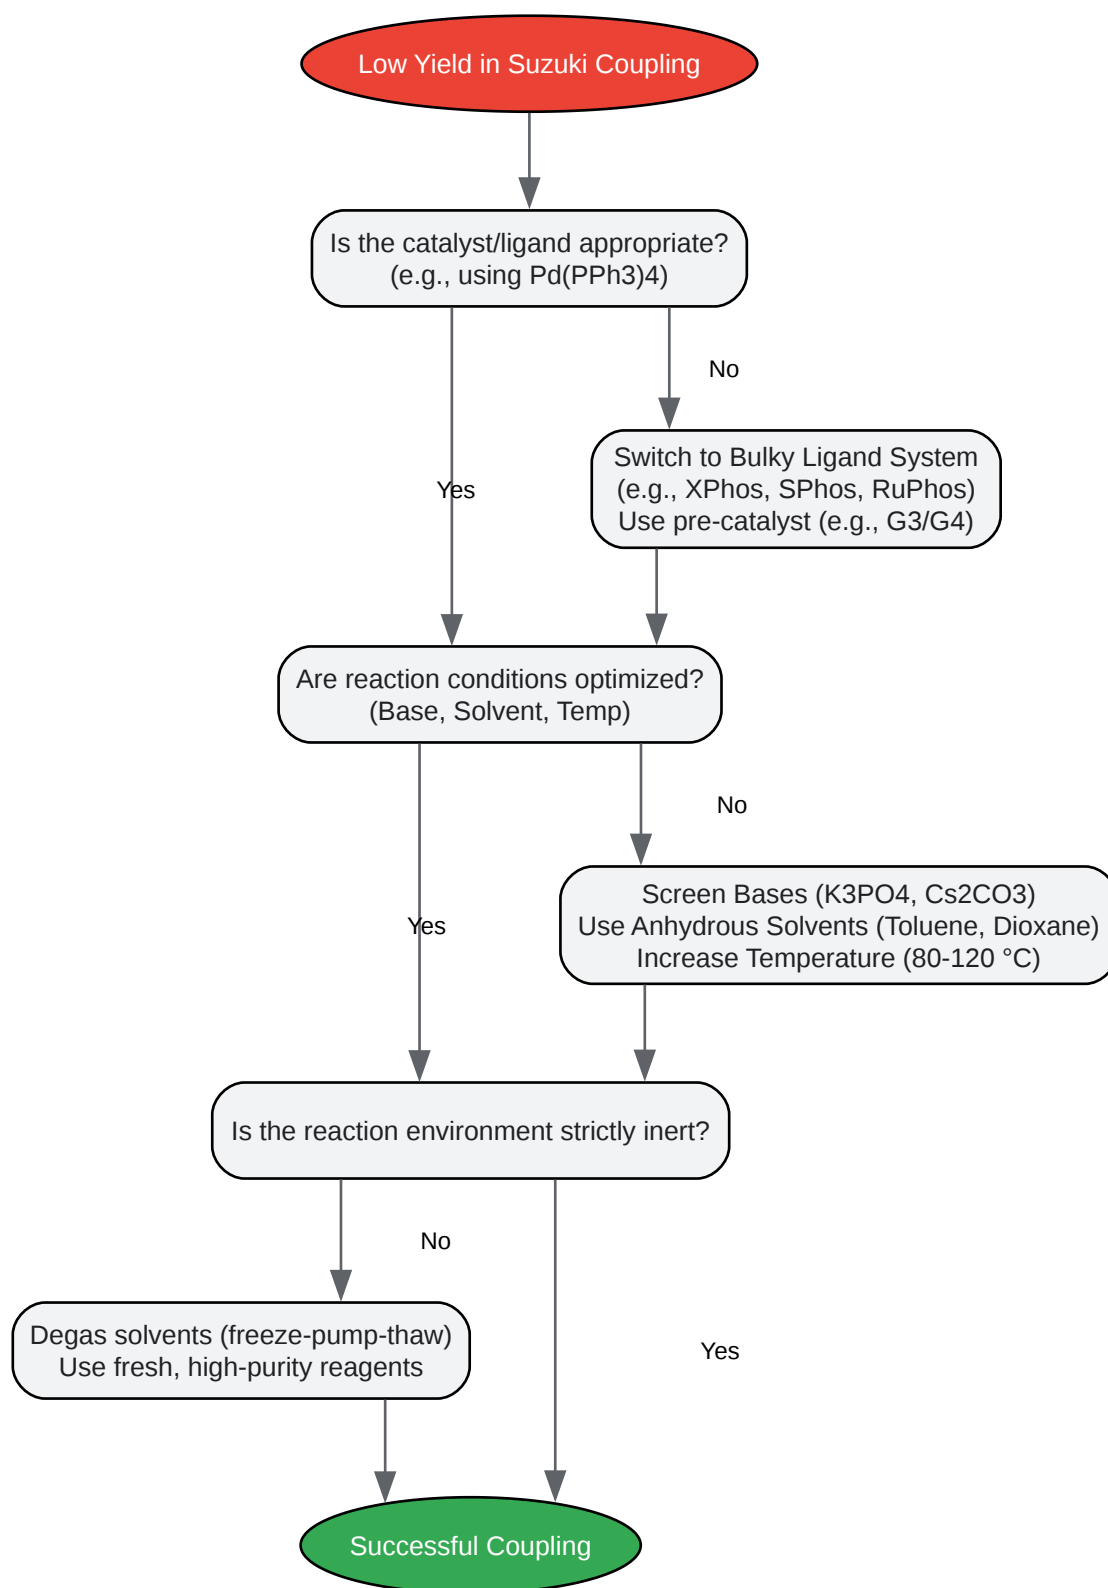 Low Yield in Suzuki Coupling
Is the catalyst/ligand appropriate?
(e.g., using Pd(PPh3)4)
No
Switch to Bulky Ligand System
(e.g., XPhos, SPhos, RuPhos)
Use pre-catalyst (e.g., G3/G4)
Yes
Are reaction conditions optimized?
(Base, Solvent, Temp)
No
Screen Bases (K3PO4, Cs2CO3)
Use Anhydrous Solvents (Toluene, Dioxane)
Increase Temperature (80-120 °C)
Yes
Is the reaction environment strictly inert?
No
Degas solvents (freeze-pump-thaw)
Use fresh, high-purity reagents
Yes
Successful Coupling